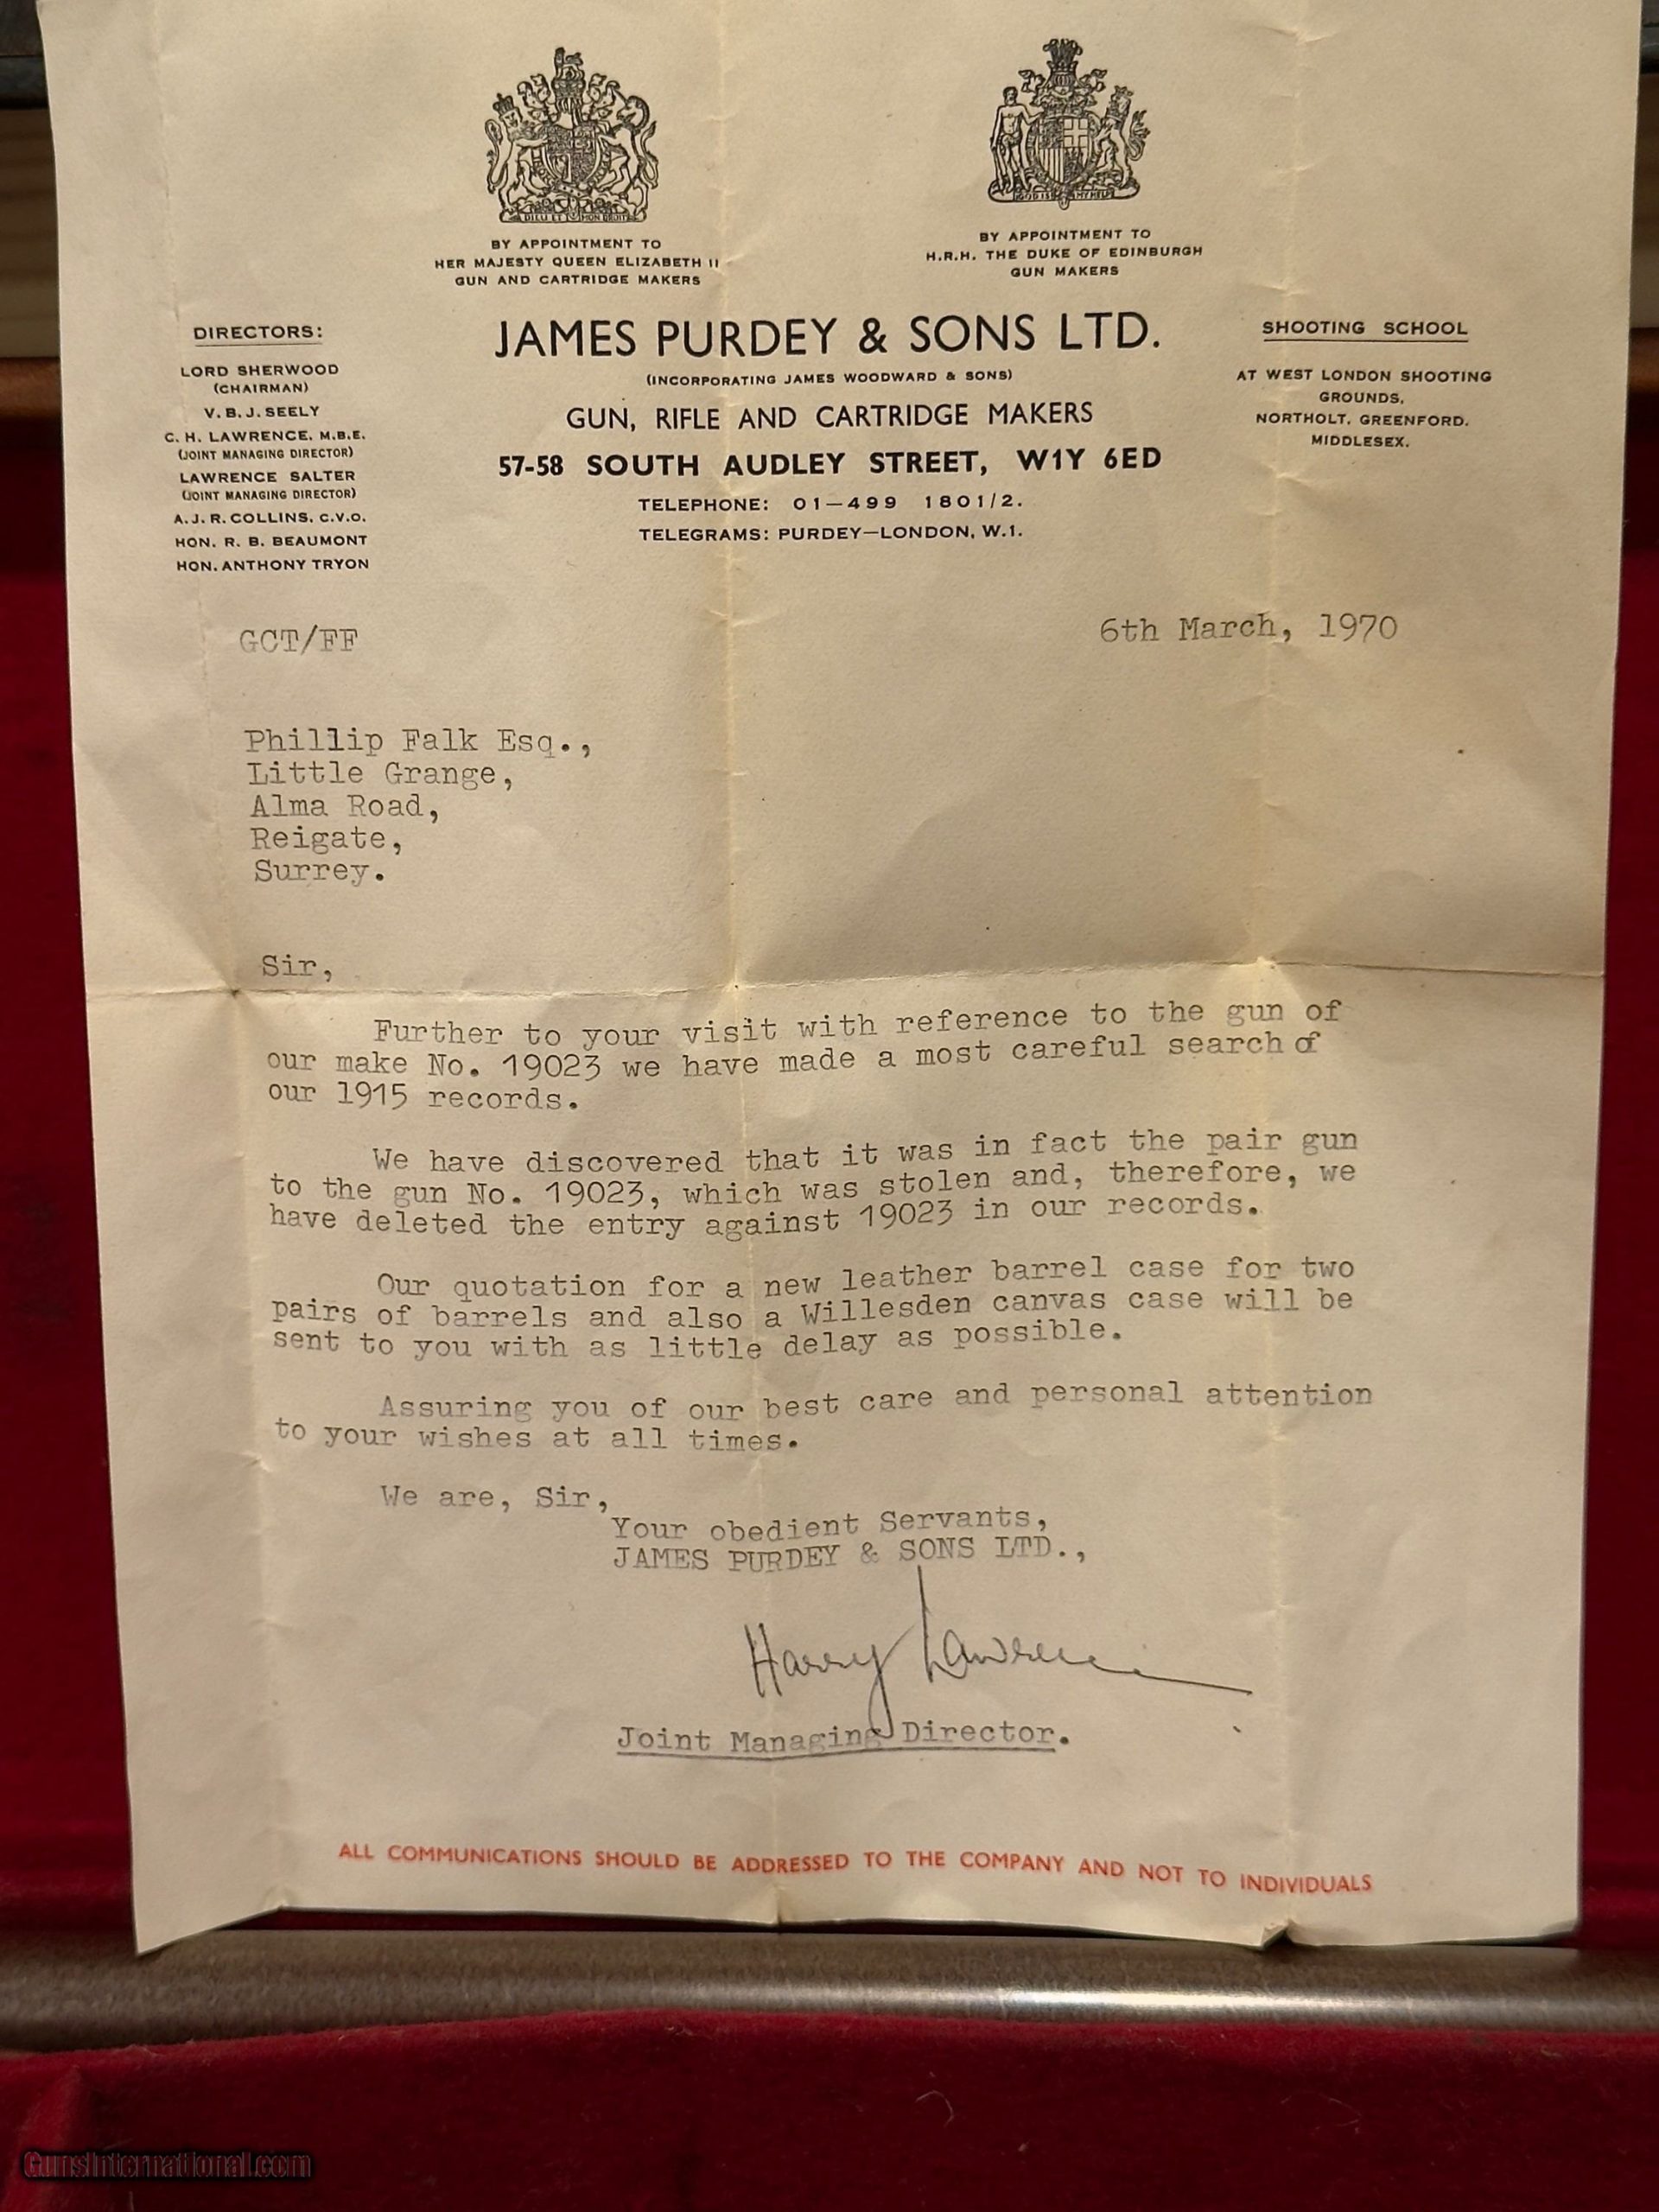 DIEU ET MON DROIT
GOD IS MY HELP
BY APPOINTMENT TO
HER MAJESTY QUEEN ELIZABETH II
GUN AND CARTRIDGE MAKERS
BY APPOINTMENT TO
H.R.H. THE DUKE OF EDINBURGH
GUN MAKERS
DIRECTORS:
LORD SHERWOOD
(CHAIRMAN)
V. B. J. SEELY
C. H. LAWRENCE, M.B.E.
(JOINT MANAGING DIRECTOR)
LAWRENCE SALTER
(JOINT MANAGING DIRECTOR)
A. J. R. COLLINS, C.V.O.
HON. R. B. BEAUMONT
HON. ANTHONY TRYON
JAMES PURDEY & SONS LTD.
(INCORPORATING JAMES WOODWARD & SONS)
GUN, RIFLE AND CARTRIDGE MAKERS
57-58 SOUTH AUDLEY STREET, W1Y 6ED
TELEPHONE: 01-499 1801/2.
TELEGRAMS: PURDEY-LONDON, W.1.
SHOOTING SCHOOL
AT WEST LONDON SHOOTING
GROUNDS,
NORTHOLT, GREENFORD.
MIDDLESEX.
GCT/FF
6th March, 1970
Phillip Falk Esq.,
Little Grange,
Alma Road,
Reigate,
Surrey.
Sir,
Further to your visit with reference to the gun of
our make No. 19023 we have made a most careful search of
our 1915 records.
We have discovered that it was in fact the pair gun
to the gun No. 19023, which was stolen and, therefore, we
have deleted the entry against 19023 in our records.
Our quotation for a new leather barrel case for two
pairs of barrels and also a Willesden canvas case will be
sent to you with as little delay as possible.
Assuring you of our best care and personal attention
to your wishes at all times.
We are, Sir,
Your obedient Servants,
JAMES PURDEY & SONS LTD.,
Harry Lawrence
Joint Managing Director.
ALL COMMUNICATIONS SHOULD BE ADDRESSED TO THE COMPANY AND NOT TO INDIVIDUALS
GunsInternational.com